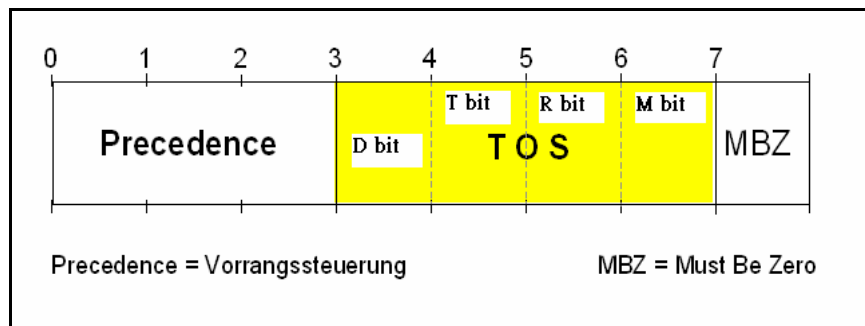 0 1 2 3 4 5 6 7
T bit R bit M bit
Precedence D bit T O S MBZ
Precedence = Vorrangssteuerung MBZ = Must Be Zero